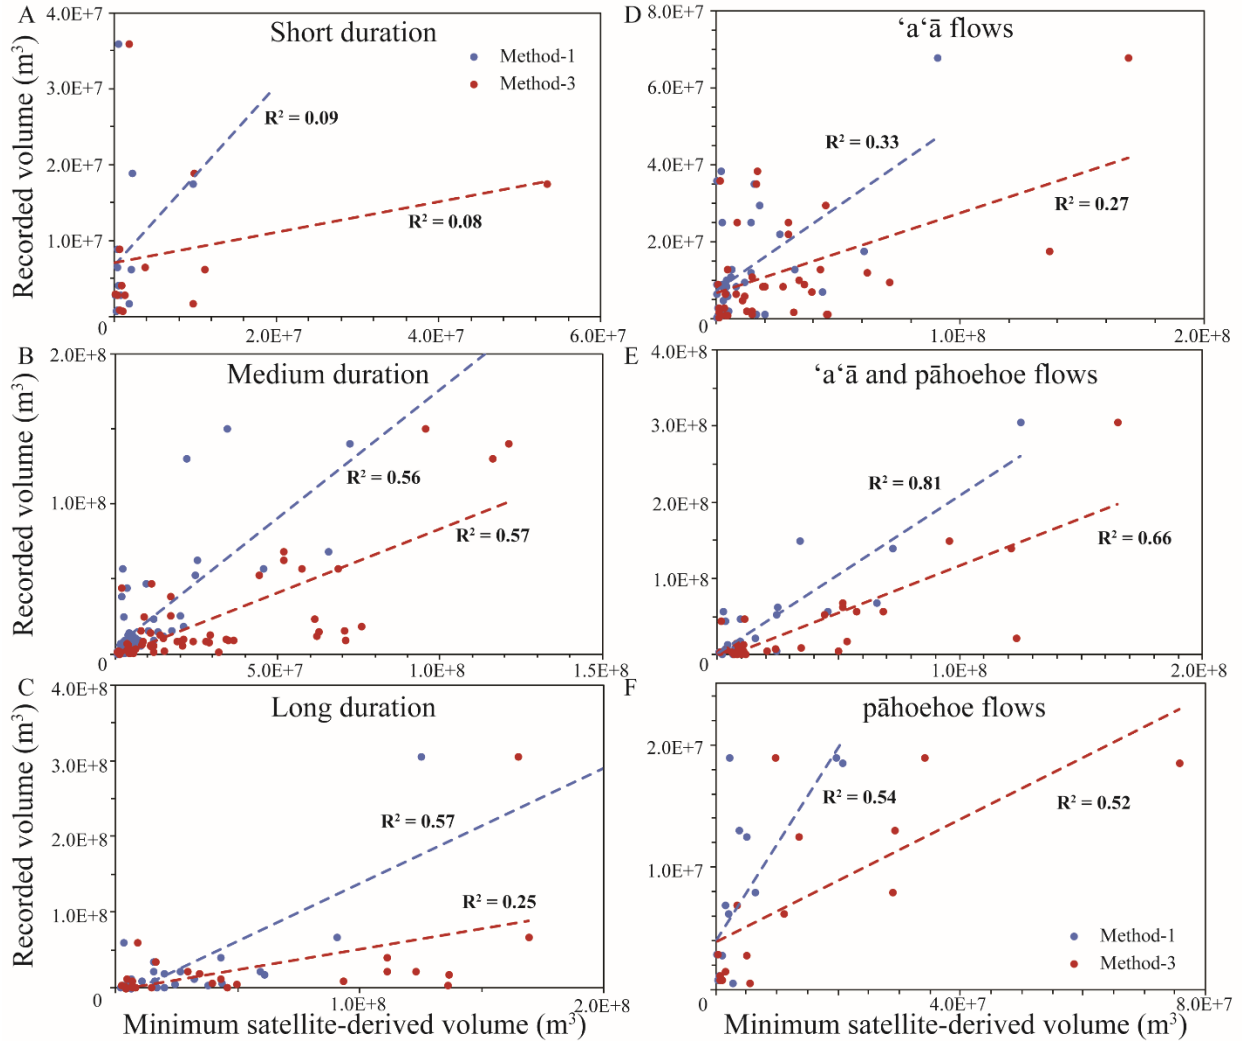 A
Short duration
Recorded volume (m³)
4.0E+7
3.0E+7
2.0E+7
1.0E+7
0
Method-1
Method-3
R² = 0.09
R² = 0.08
2.0E+7
4.0E+7
6.0E+7
B
Medium duration
Recorded volume (m³)
2.0E+8
1.0E+8
0
R² = 0.56
R² = 0.57
5.0E+7
1.0E+8
1.5E+8
C
Long duration
Recorded volume (m³)
4.0E+8
3.0E+8
2.0E+8
1.0E+8
0
R² = 0.57
R² = 0.25
1.0E+8
2.0E+8
Minimum satellite-derived volume (m³)
D
ʻaʻā flows
8.0E+7
6.0E+7
4.0E+7
2.0E+7
0
R² = 0.33
R² = 0.27
1.0E+8
2.0E+8
E
ʻaʻā and pāhoehoe flows
4.0E+8
3.0E+8
2.0E+8
1.0E+8
0
R² = 0.81
R² = 0.66
1.0E+8
2.0E+8
F
pāhoehoe flows
2.0E+7
1.0E+7
0
R² = 0.54
R² = 0.52
Method-1
Method-3
4.0E+7
8.0E+7
Minimum satellite-derived volume (m³)